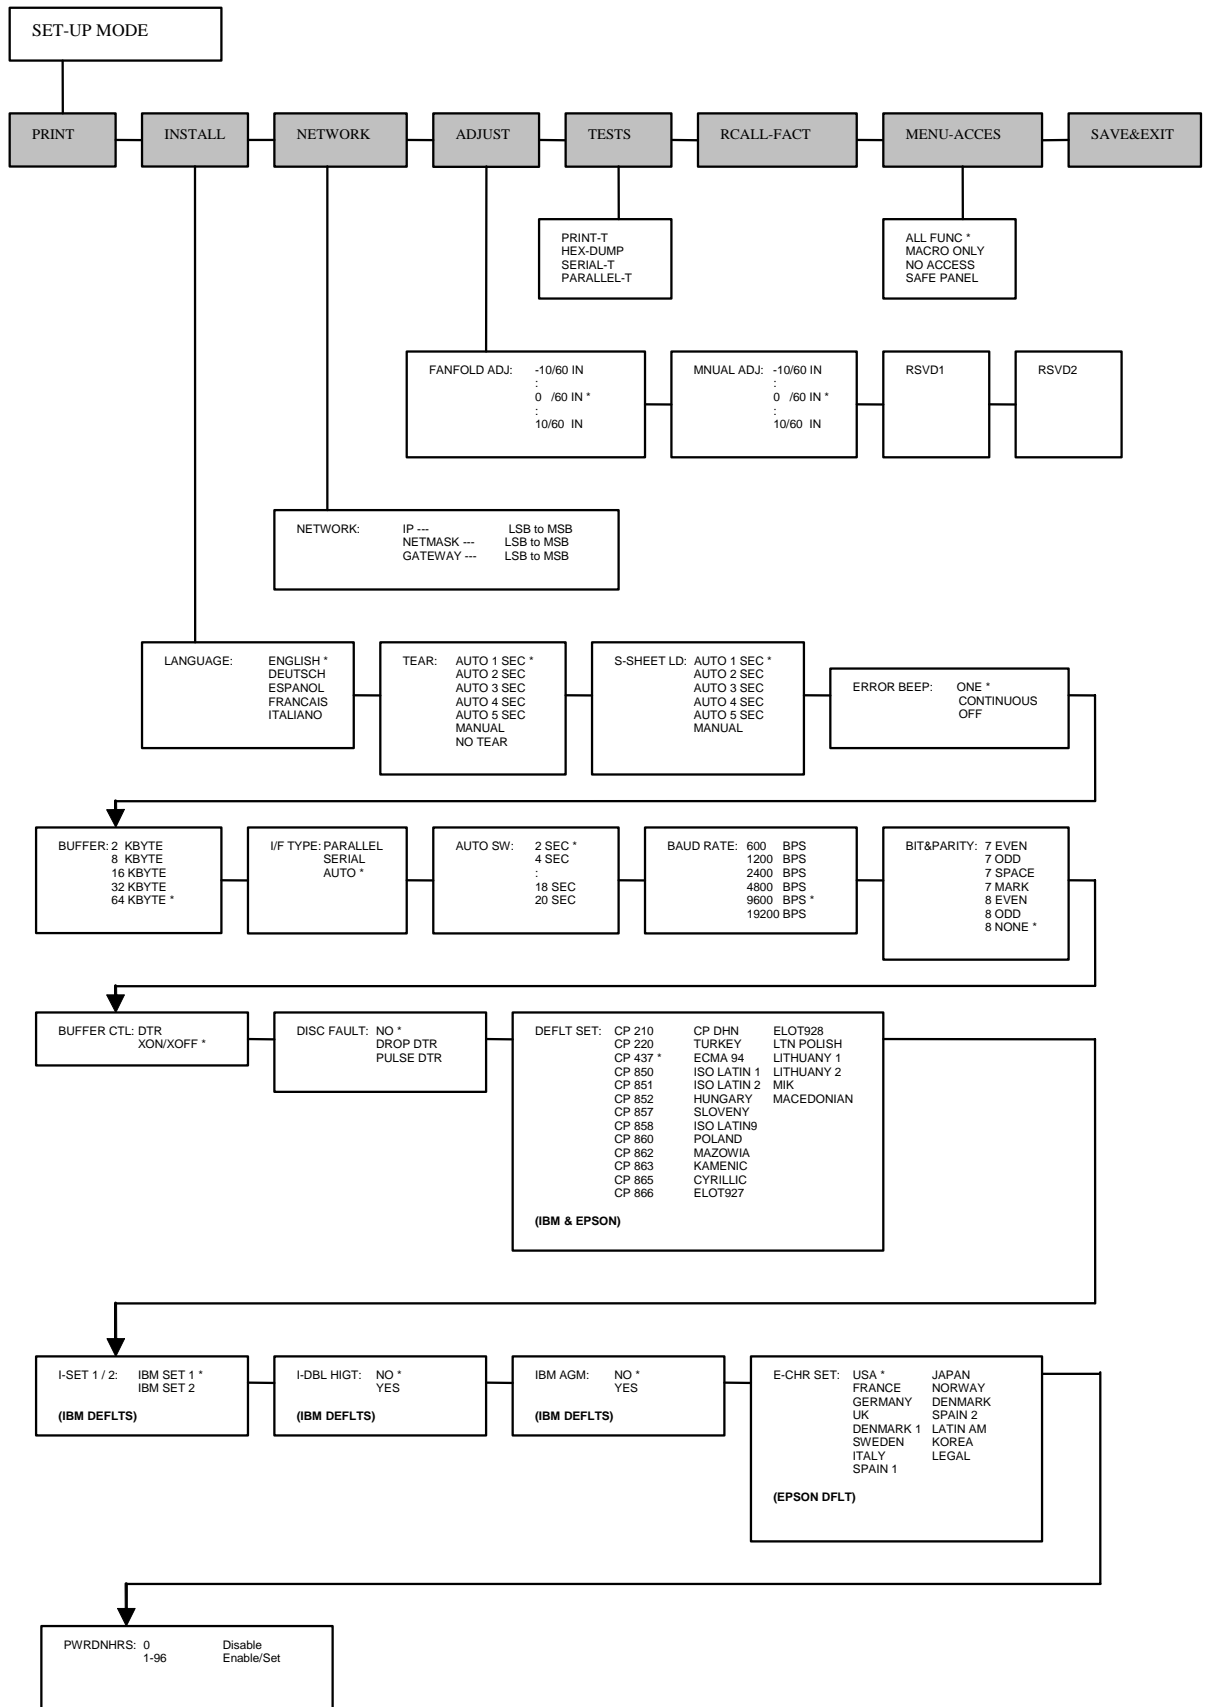 SET-UP MODE
PRINT
INSTALL
NETWORK
ADJUST
TESTS
RCALL-FACT
MENU-ACCES
SAVE&EXIT
PRINT-T
HEX-DUMP
SERIAL-T
PARALLEL-T
ALL FUNC *
MACRO ONLY
NO ACCESS
SAFE PANEL
FANFOLD ADJ: -10/60 IN
:
0 /60 IN *
:
10/60 IN
MNUAL ADJ: -10/60 IN
:
0 /60 IN *
:
10/60 IN
RSVD1
RSVD2
NETWORK: IP --- LSB to MSB
NETMASK --- LSB to MSB
GATEWAY --- LSB to MSB
LANGUAGE: ENGLISH *
DEUTSCH
ESPANOL
FRANCAIS
ITALIANO
TEAR: AUTO 1 SEC *
AUTO 2 SEC
AUTO 3 SEC
AUTO 4 SEC
AUTO 5 SEC
MANUAL
NO TEAR
S-SHEET LD: AUTO 1 SEC *
AUTO 2 SEC
AUTO 3 SEC
AUTO 4 SEC
AUTO 5 SEC
MANUAL
ERROR BEEP: ONE *
CONTINUOUS
OFF
BUFFER: 2 KBYTE
8 KBYTE
16 KBYTE
32 KBYTE
64 KBYTE *
I/F TYPE: PARALLEL
SERIAL
AUTO *
AUTO SW: 2 SEC *
4 SEC
:
18 SEC
20 SEC
BAUD RATE: 600 BPS
1200 BPS
2400 BPS
4800 BPS
9600 BPS *
19200 BPS
BIT&PARITY: 7 EVEN
7 ODD
7 SPACE
7 MARK
8 EVEN
8 ODD
8 NONE *
BUFFER CTL: DTR
XON/XOFF *
DISC FAULT: NO *
DROP DTR
PULSE DTR
DEFLT SET: CP 210 CP DHN ELOT928
CP 220 TURKEY LTN POLISH
CP 437 * ECMA 94 LITHUANY 1
CP 850 ISO LATIN 1 LITHUANY 2
CP 851 ISO LATIN 2 MIK
CP 852 HUNGARY MACEDONIAN
CP 857 SLOVENY
CP 858 ISO LATIN9
CP 860 POLAND
CP 862 MAZOWIA
CP 863 KAMENIC
CP 865 CYRILLIC
CP 866 ELOT927
(IBM & EPSON)
I-SET 1 / 2: IBM SET 1 *
IBM SET 2
(IBM DEFLTS)
I-DBL HIGT: NO *
YES
(IBM DEFLTS)
IBM AGM: NO *
YES
(IBM DEFLTS)
E-CHR SET: USA * JAPAN
FRANCE NORWAY
GERMANY DENMARK
UK SPAIN 2
DENMARK 1 LATIN AM
SWEDEN KOREA
ITALY LEGAL
SPAIN 1
(EPSON DFLT)
PWRDNHRS: 0 Disable
1-96 Enable/Set